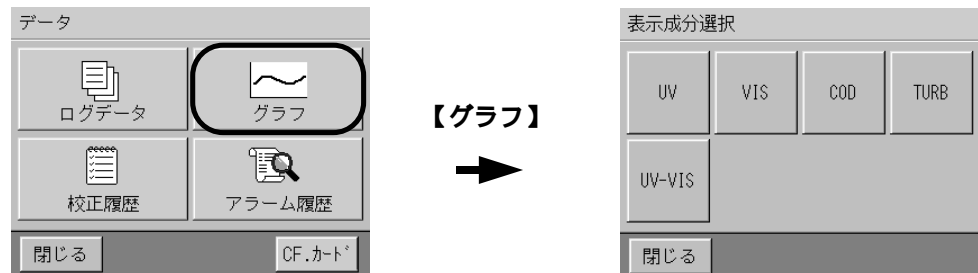 データ
ログデータ
グラフ
校正履歴
アラーム履歴
閉じる
CF.カード
【グラフ】
表示成分選択
UV
VIS
COD
TURB
UV-VIS
閉じる